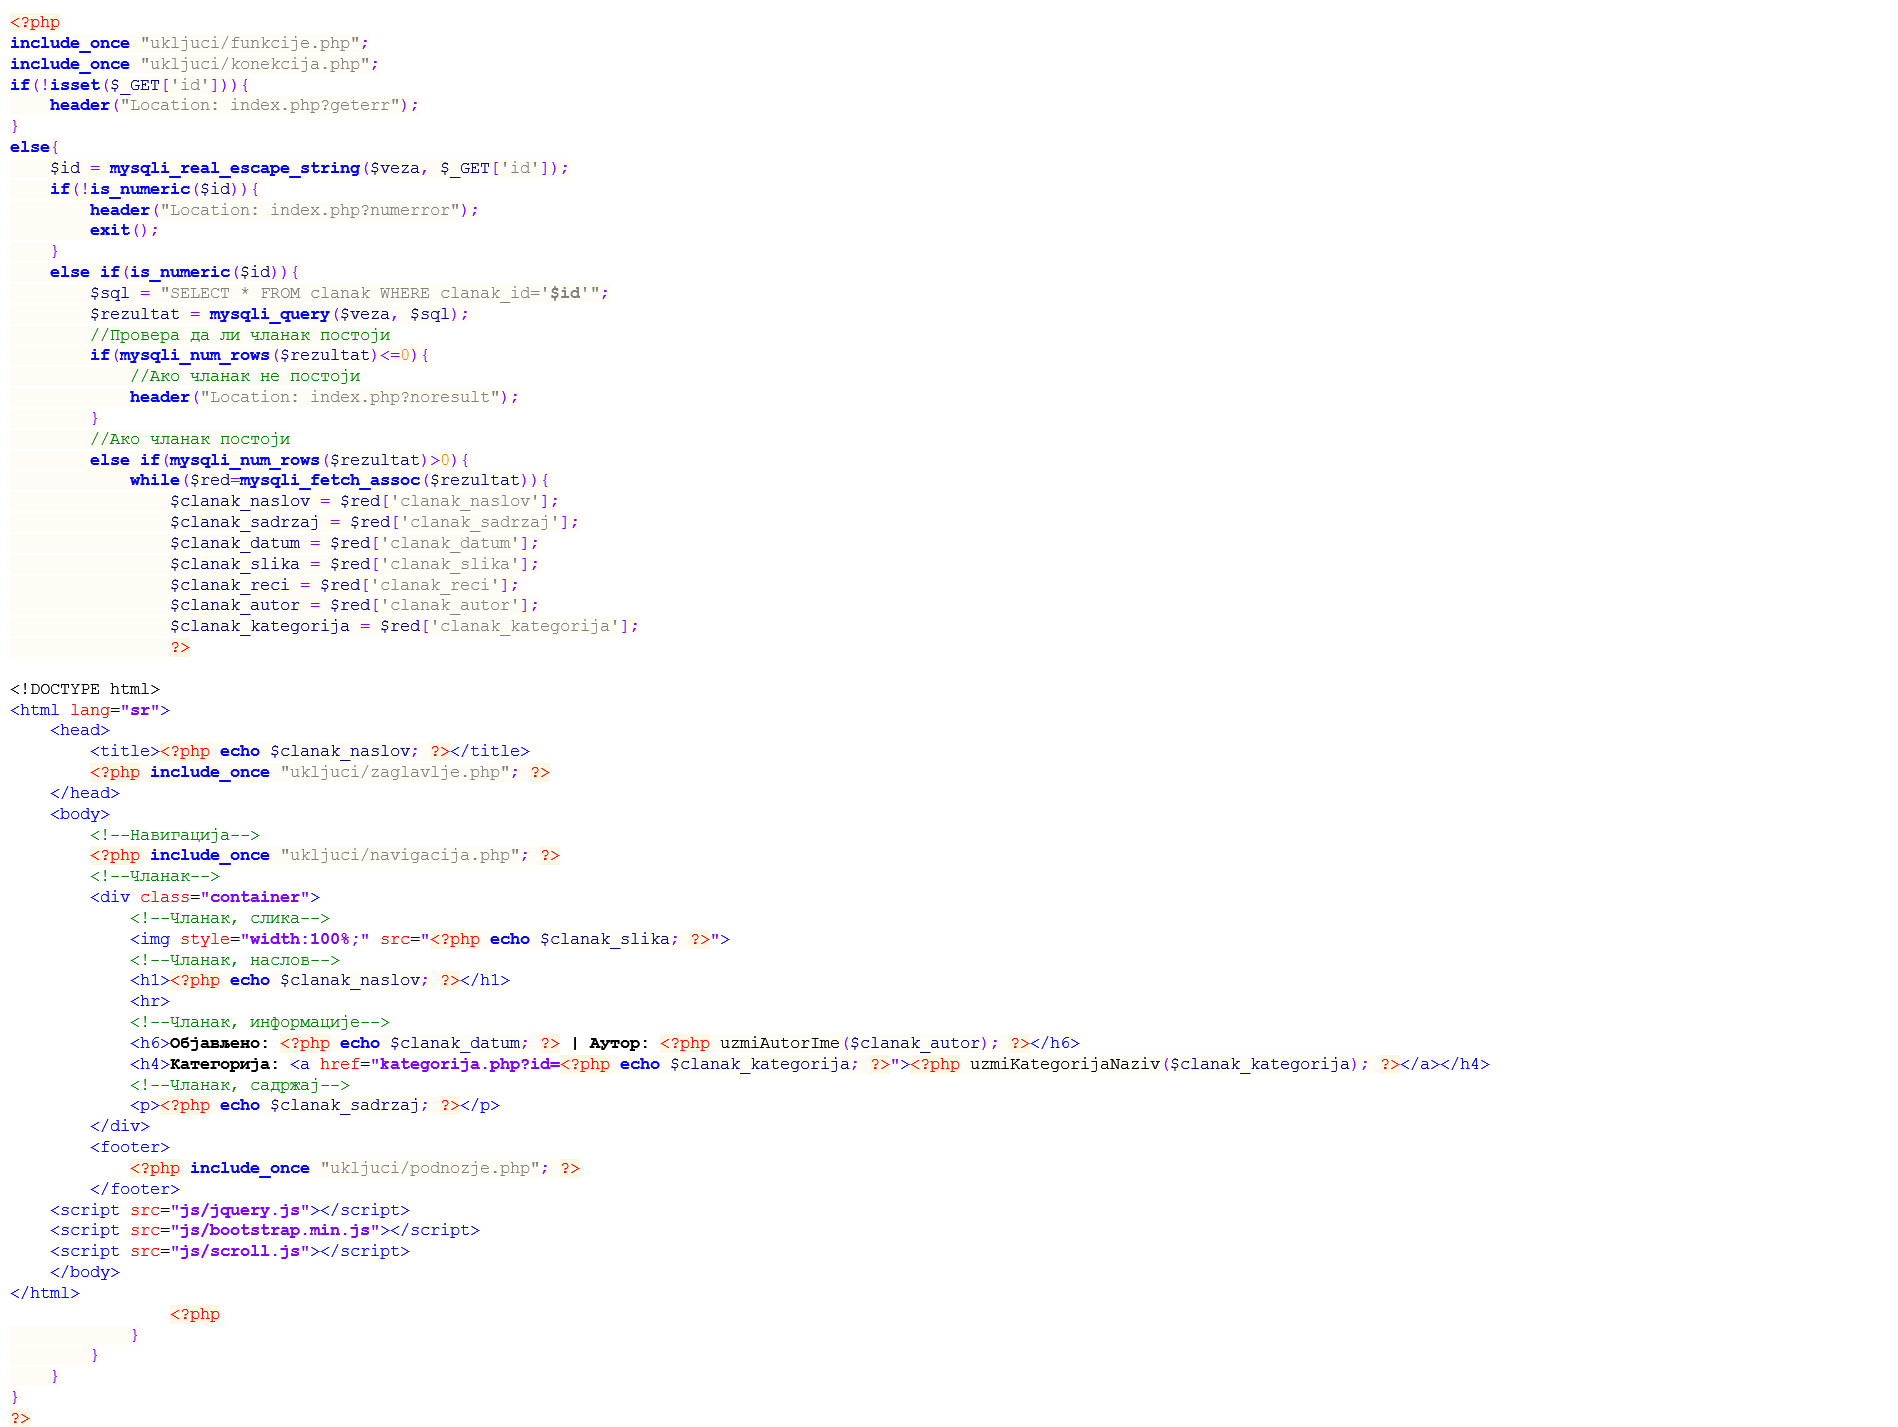 <?php
include_once "ukljuci/funkcije.php";
include_once "ukljuci/konekcija.php";
if(!isset($_GET['id'])){
    header("Location: index.php?geterr");
}
else{
    $id = mysqli_real_escape_string($veza, $_GET['id']);
    if(!is_numeric($id)){
        header("Location: index.php?numerror");
        exit();
    }
    else if(is_numeric($id)){
        $sql = "SELECT * FROM clanak WHERE clanak_id='$id'";
        $rezultat = mysqli_query($veza, $sql);
        //Провера да ли чланак постоји
        if(mysqli_num_rows($rezultat)<=0){
            //Ако чланак не постоји
            header("Location: index.php?noresult");
        }
        //Ако чланак постоји
        else if(mysqli_num_rows($rezultat)>0){
            while($red=mysqli_fetch_assoc($rezultat)){
                $clanak_naslov = $red['clanak_naslov'];
                $clanak_sadrzaj = $red['clanak_sadrzaj'];
                $clanak_datum = $red['clanak_datum'];
                $clanak_slika = $red['clanak_slika'];
                $clanak_reci = $red['clanak_reci'];
                $clanak_autor = $red['clanak_autor'];
                $clanak_kategorija = $red['clanak_kategorija'];
                ?>

<!DOCTYPE html>
<html lang="sr">
    <head>
        <title><?php echo $clanak_naslov; ?></title>
        <?php include_once "ukljuci/zaglavlje.php"; ?>
    </head>
    <body>
        <!--Навигација-->
        <?php include_once "ukljuci/navigacija.php"; ?>
        <!--Чланак-->
        <div class="container">
            <!--Чланак, слика-->
            <img style="width:100%;" src="<?php echo $clanak_slika; ?>">
            <!--Чланак, наслов-->
            <h1><?php echo $clanak_naslov; ?></h1>
            <hr>
            <!--Чланак, информације-->
            <h6>Објављено: <?php echo $clanak_datum; ?> | Аутор: <?php uzmiAutorIme($clanak_autor); ?></h6>
            <h4>Категорија: <a href="kategorija.php?id=<?php echo $clanak_kategorija; ?>"><?php uzmiKategorijaNaziv($clanak_kategorija); ?></a></h4>
            <!--Чланак, садржај-->
            <p><?php echo $clanak_sadrzaj; ?></p>
        </div>
        <footer>
            <?php include_once "ukljuci/podnozje.php"; ?>
        </footer>
    <script src="js/jquery.js"></script>
    <script src="js/bootstrap.min.js"></script>
    <script src="js/scroll.js"></script>
    </body>
</html>
                <?php
            }
        }
    }
}
?>